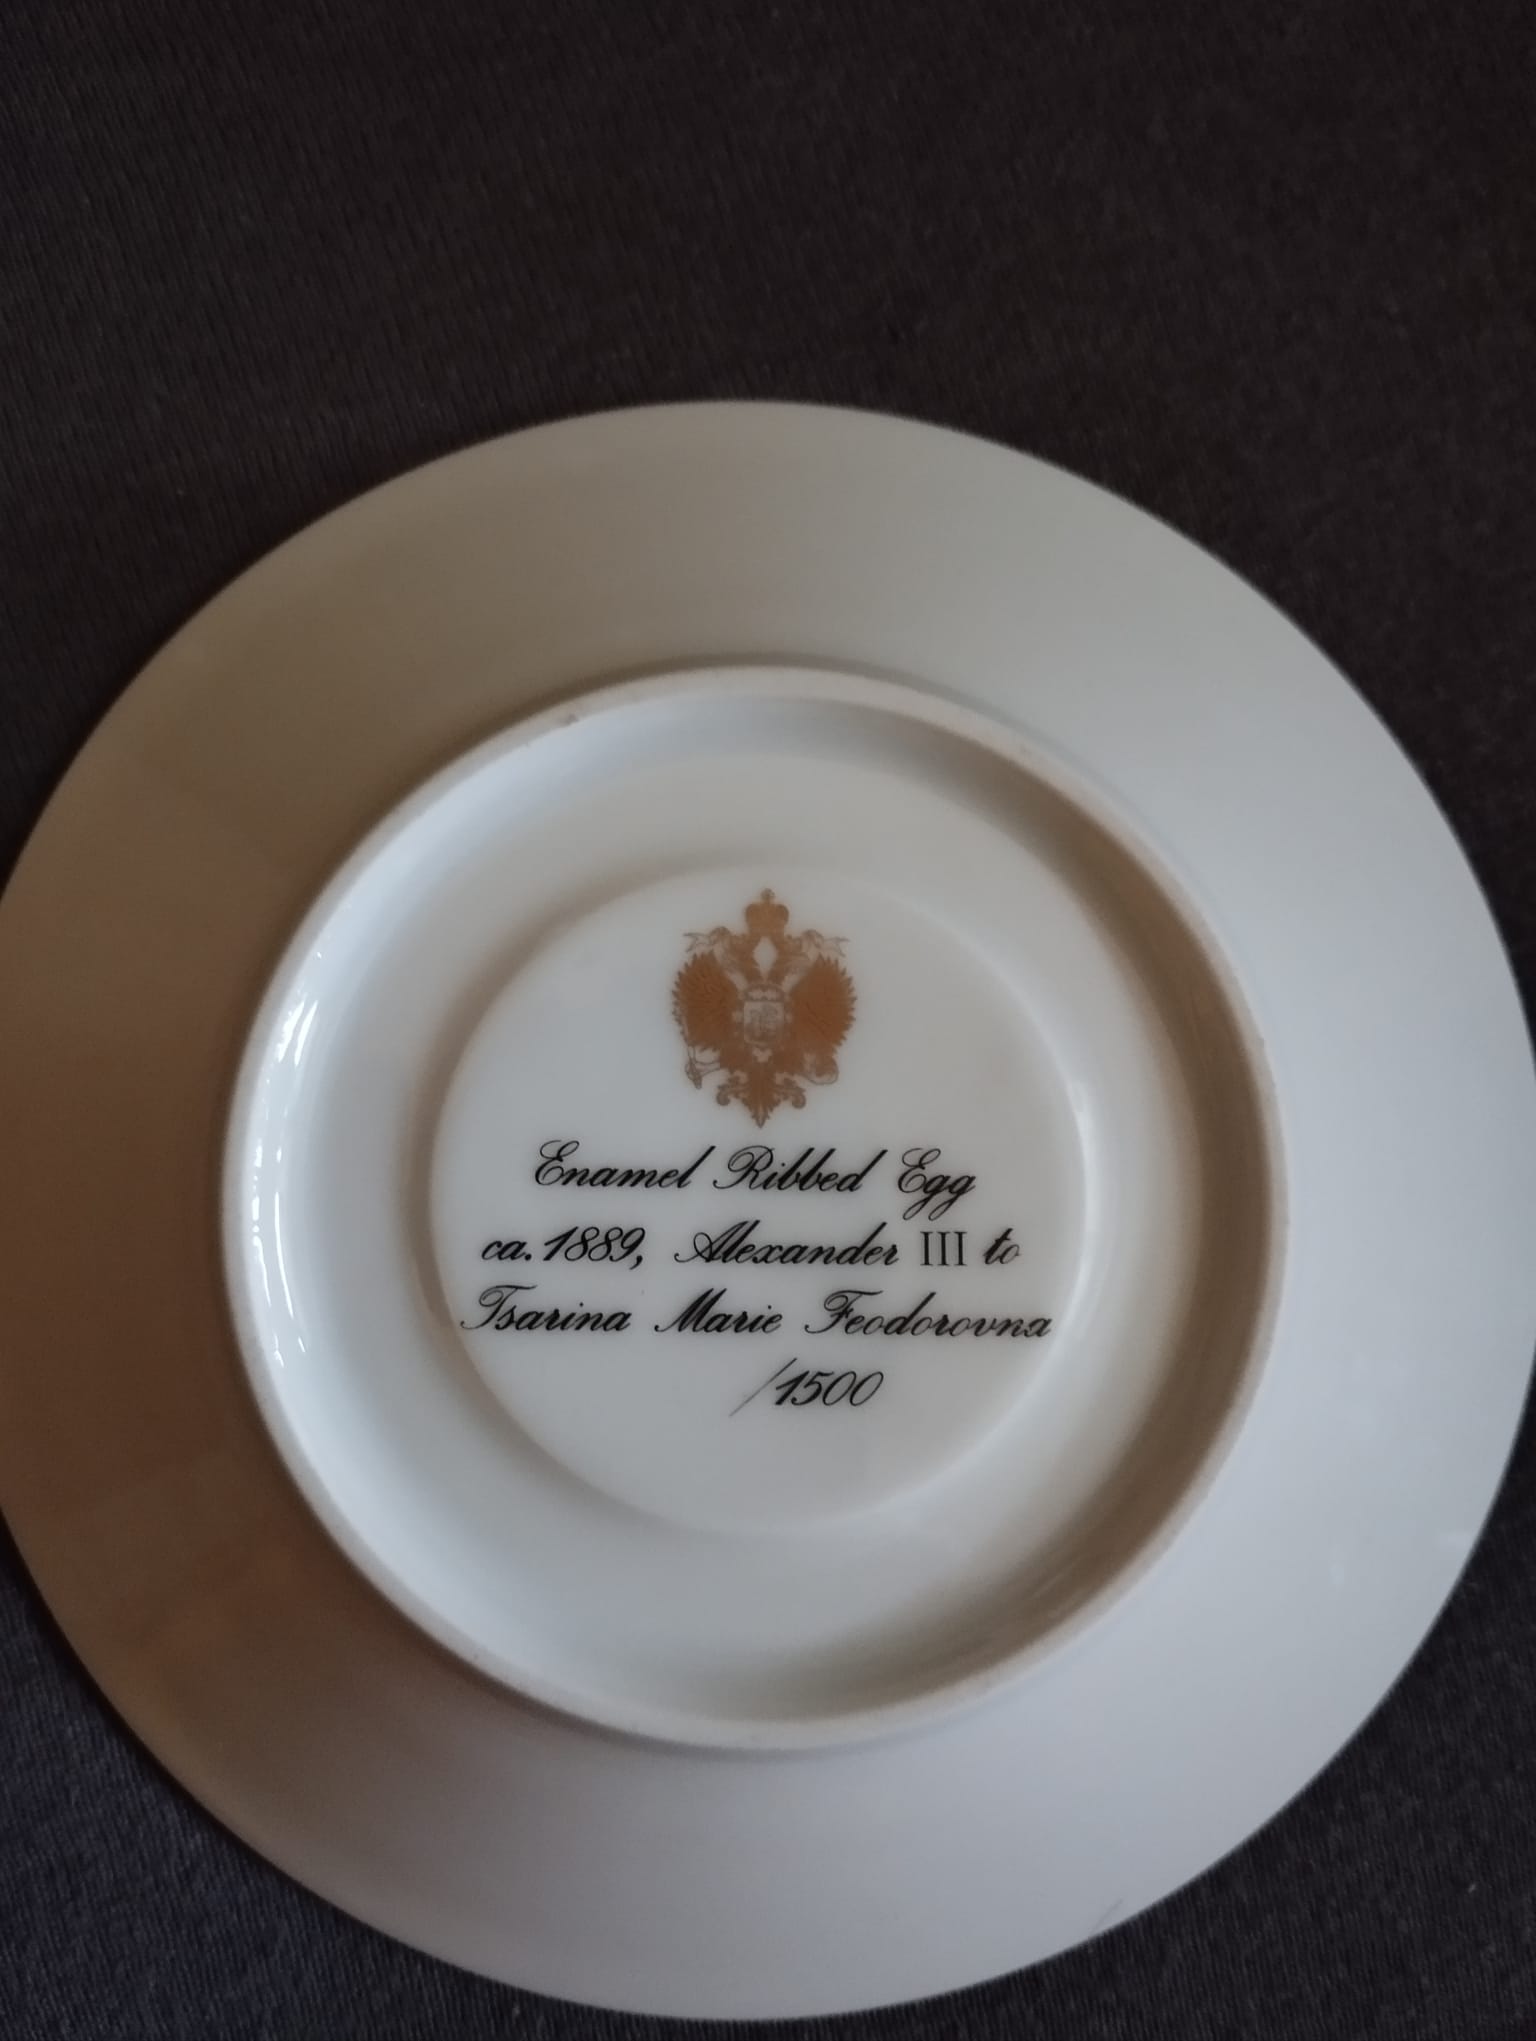 Enamel Ribbed Egg
ca. 1889, Alexander III to
Tsarina Marie Feodorovna
/1500